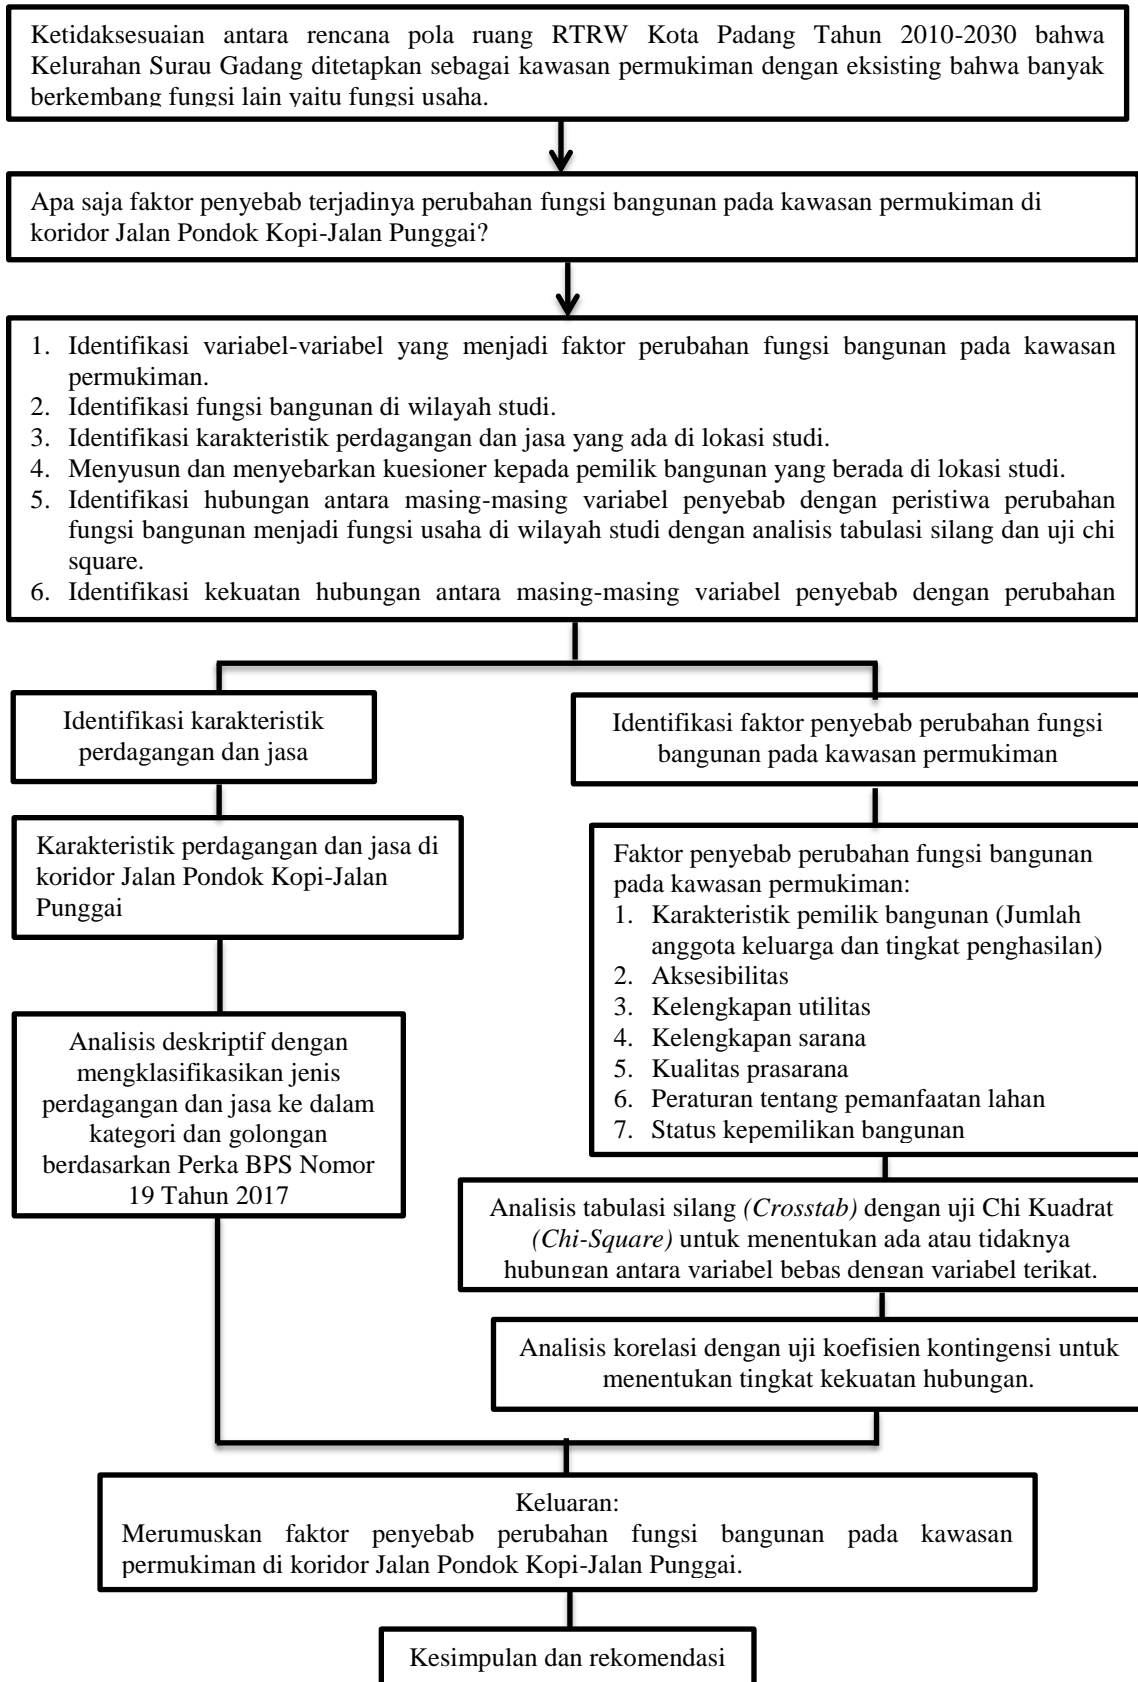 Ketidaksesuaian antara rencana pola ruang RTRW Kota Padang Tahun 2010-2030 bahwa
Kelurahan Surau Gadang ditetapkan sebagai kawasan permukiman dengan eksisting bahwa banyak
berkembang fungsi lain yaitu fungsi usaha.
Apa saja faktor penyebab terjadinya perubahan fungsi bangunan pada kawasan permukiman di
koridor Jalan Pondok Kopi-Jalan Punggai?
1. Identifikasi variabel-variabel yang menjadi faktor perubahan fungsi bangunan pada kawasan
permukiman.
2. Identifikasi fungsi bangunan di wilayah studi.
3. Identifikasi karakteristik perdagangan dan jasa yang ada di lokasi studi.
4. Menyusun dan menyebarkan kuesioner kepada pemilik bangunan yang berada di lokasi studi.
5. Identifikasi hubungan antara masing-masing variabel penyebab dengan peristiwa perubahan
fungsi bangunan menjadi fungsi usaha di wilayah studi dengan analisis tabulasi silang dan uji chi
square.
6. Identifikasi kekuatan hubungan antara masing-masing variabel penyebab dengan perubahan
Identifikasi karakteristik
perdagangan dan jasa
Karakteristik perdagangan dan jasa di
koridor Jalan Pondok Kopi-Jalan
Punggai
Analisis deskriptif dengan
mengklasifikasikan jenis
perdagangan dan jasa ke dalam
kategori dan golongan
berdasarkan Perka BPS Nomor
19 Tahun 2017
Identifikasi faktor penyebab perubahan fungsi
bangunan pada kawasan permukiman
Faktor penyebab perubahan fungsi bangunan
pada kawasan permukiman:
1. Karakteristik pemilik bangunan (Jumlah
anggota keluarga dan tingkat penghasilan)
2. Aksesibilitas
3. Kelengkapan utilitas
4. Kelengkapan sarana
5. Kualitas prasarana
6. Peraturan tentang pemanfaatan lahan
7. Status kepemilikan bangunan
Analisis tabulasi silang (Crosstab) dengan uji Chi Kuadrat
(Chi-Square) untuk menentukan ada atau tidaknya
hubungan antara variabel bebas dengan variabel terikat.
Analisis korelasi dengan uji koefisien kontingensi untuk
menentukan tingkat kekuatan hubungan.
Keluaran:
Merumuskan faktor penyebab perubahan fungsi bangunan pada kawasan
permukiman di koridor Jalan Pondok Kopi-Jalan Punggai.
Kesimpulan dan rekomendasi